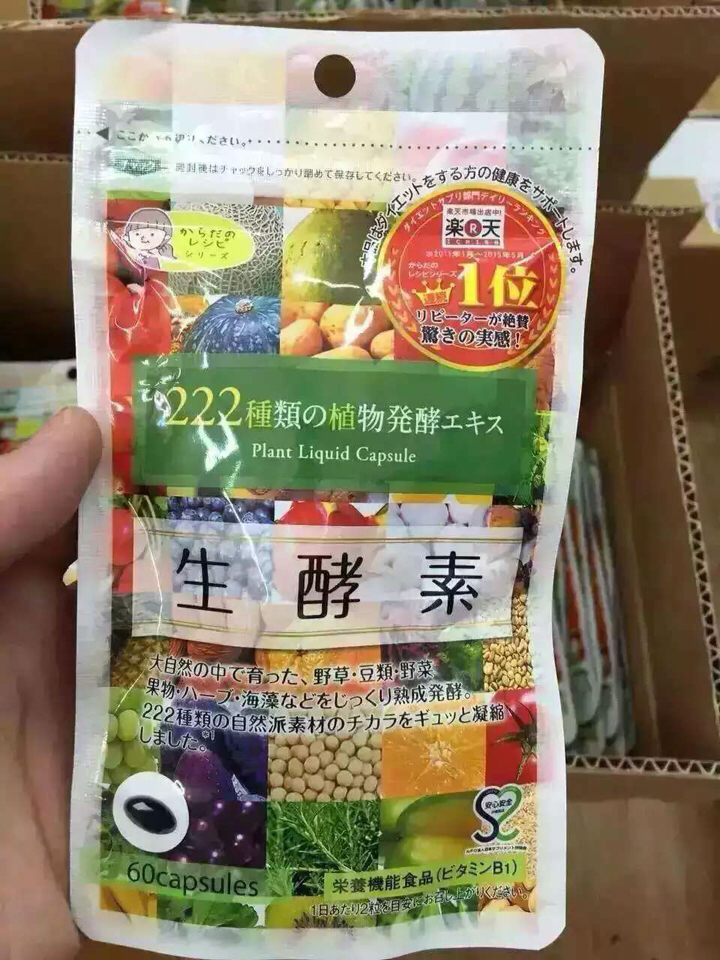 ください。
開封後はチャックをしっかり閉めて保存してください。
ダイエットをする方の健康をサポートします。
からだの
レシピ
シリーズ
ダイエットサプリ部門デイリーランキング
楽天市場出店中!
楽R天
ICHIBA
からだの
レシピシリーズ
1位
リピーターが絶賛
驚きの実感!
222種類の植物発酵エキス
Plant Liquid Capsule
生酵素
大自然の中で育った、野草・豆類・野菜
果物・ハーブ・海藻などをじっくり熟成発酵。
222種類の自然派素材のチカラをギュッと凝縮
しました。*1
安心安全
60capsules
栄養機能食品(ビタミンB1)
1日あたり2粒を目安にお召し上がりください。